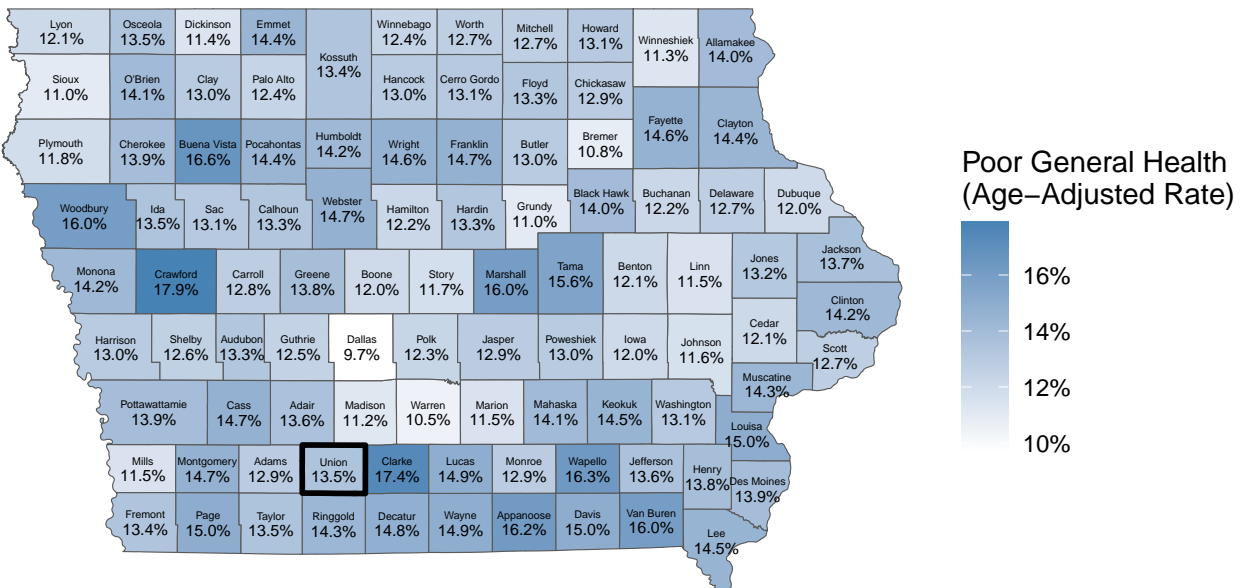 Lyon
12.1%
Osceola
13.5%
Dickinson
11.4%
Emmet
14.4%
Kossuth
13.4%
Winnebago
12.4%
Worth
12.7%
Mitchell
12.7%
Howard
13.1%
Winneshiek
11.3%
Allamakee
14.0%
Sioux
11.0%
O'Brien
14.1%
Clay
13.0%
Palo Alto
12.4%
Hancock
13.0%
Cerro Gordo
13.1%
Floyd
13.3%
Chickasaw
12.9%
Plymouth
11.8%
Cherokee
13.9%
Buena Vista
16.6%
Pocahontas
14.4%
Humboldt
14.2%
Wright
14.6%
Franklin
14.7%
Butler
13.0%
Bremer
10.8%
Fayette
14.6%
Clayton
14.4%
Woodbury
16.0%
Ida
13.5%
Sac
13.1%
Calhoun
13.3%
Webster
14.7%
Hamilton
12.2%
Hardin
13.3%
Grundy
11.0%
Black Hawk
14.0%
Buchanan
12.2%
Delaware
12.7%
Dubuque
12.0%
Monona
14.2%
Crawford
17.9%
Carroll
12.8%
Greene
13.8%
Boone
12.0%
Story
11.7%
Marshall
16.0%
Tama
15.6%
Benton
12.1%
Linn
11.5%
Jones
13.2%
Jackson
13.7%
Clinton
14.2%
Harrison
13.0%
Shelby
12.6%
Audubon
13.3%
Guthrie
12.5%
Dallas
9.7%
Polk
12.3%
Jasper
12.9%
Poweshiek
13.0%
Iowa
12.0%
Johnson
11.6%
Cedar
12.1%
Scott
12.7%
Muscatine
14.3%
Pottawattamie
13.9%
Cass
14.7%
Adair
13.6%
Madison
11.2%
Warren
10.5%
Marion
11.5%
Mahaska
14.1%
Keokuk
14.5%
Washington
13.1%
Louisa
15.0%
Mills
11.5%
Montgomery
14.7%
Adams
12.9%
Union
13.5%
Clarke
17.4%
Lucas
14.9%
Monroe
12.9%
Wapello
16.3%
Jefferson
13.6%
Henry
13.8%
Des Moines
13.9%
Fremont
13.4%
Page
15.0%
Taylor
13.5%
Ringgold
14.3%
Decatur
14.8%
Wayne
14.9%
Appanoose
16.2%
Davis
15.0%
Van Buren
16.0%
Lee
14.5%
Poor General Health
(Age−Adjusted Rate)
16%
14%
12%
10%